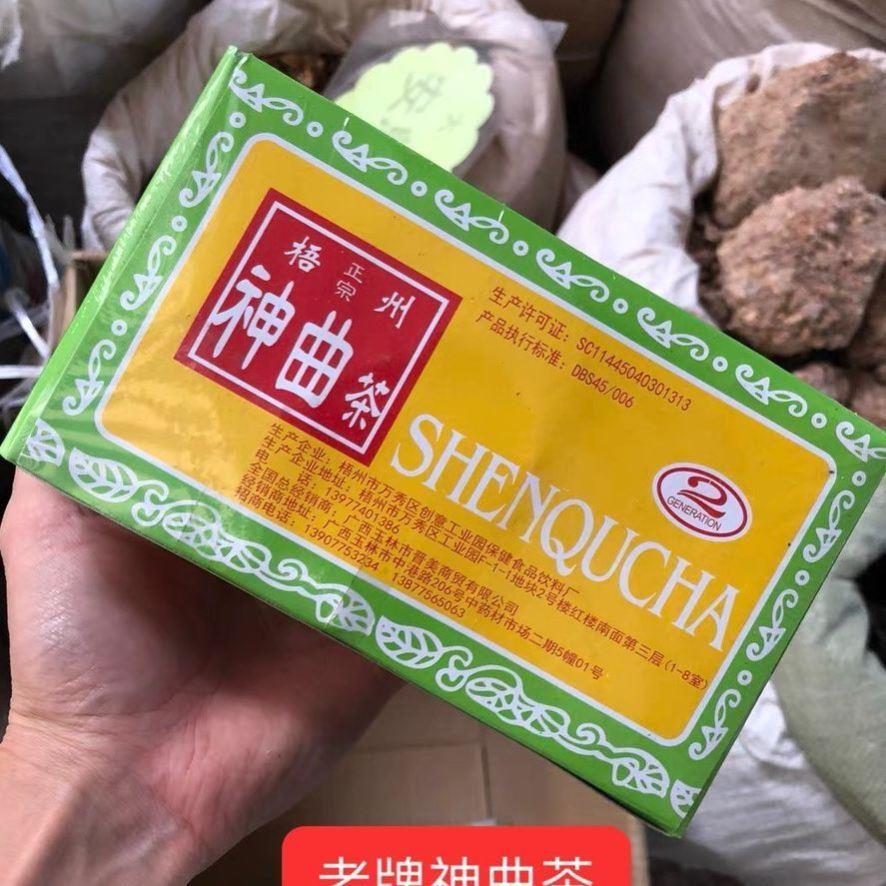 梧 正宗 州
神曲茶
生产许可证：SC11445040301313
产品执行标准：DBS45/006
SHENQUCHA
2
GENERATION
生产企业：梧州市万秀区创意工业园保健食品饮料厂
生产企业地址：梧州市万秀区工业园F-1-1地块2号楼红楼南面第三层(1-8室)
电 话：13977401386
全国总经销商：广西玉林市晋美商贸有限公司
经销商地址：广西玉林市中港路206号中药材市场二期5幢01号
招商电话：13907753234 13877565063
老牌神曲茶